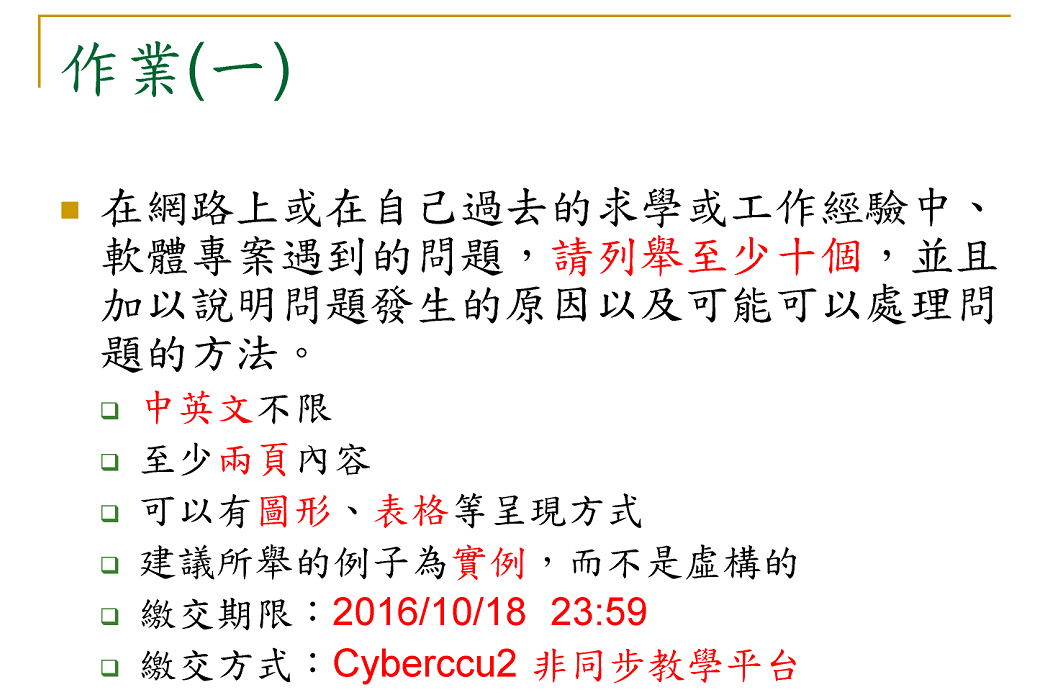 作業(一)
在網路上或在自己過去的求學或工作經驗中、
軟體專案遇到的問題，請列舉至少十個，並且
加以說明問題發生的原因以及可能可以處理問
題的方法。
中英文不限
至少兩頁內容
可以有圖形、表格等呈現方式
建議所舉的例子為實例，而不是虛構的
繳交期限：2016/10/18 23:59
繳交方式：Cyberccu2 非同步教學平台